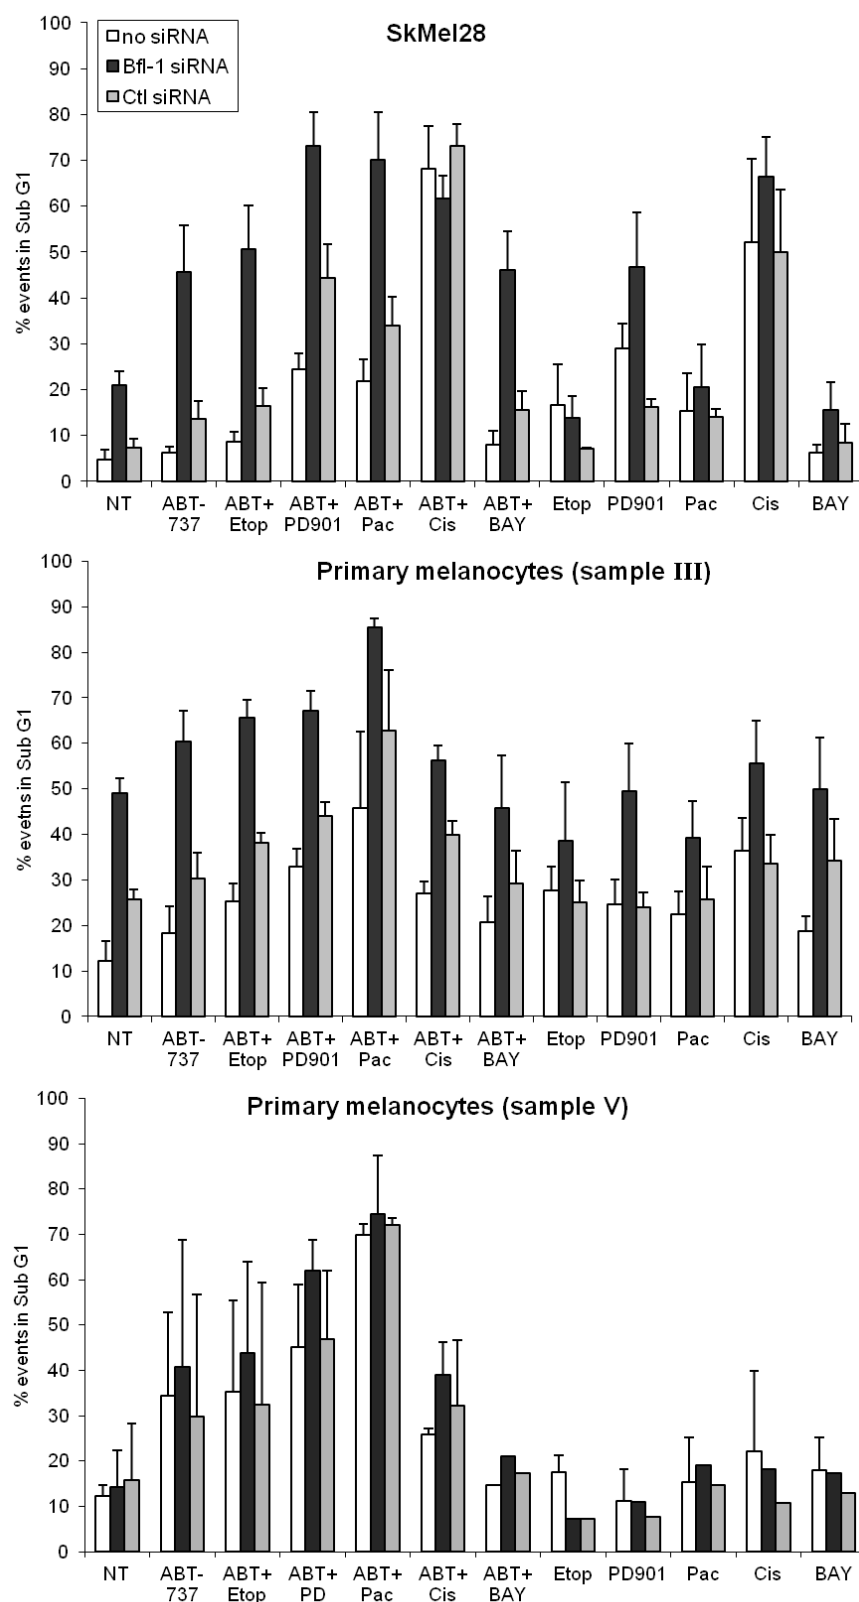 SkMel28
no siRNA
Bfl-1 siRNA
Ctl siRNA
% events in Sub G1
100
90
80
70
60
50
40
30
20
10
0
NT ABT- ABT+ ABT+ ABT+ ABT+ ABT+ Etop PD901 Pac Cis BAY
737 Etop PD901 Pac Cis BAY
Primary melanocytes (sample III)
% evetns in Sub G1
100
90
80
70
60
50
40
30
20
10
0
NT ABT- ABT+ ABT+ ABT+ ABT+ ABT+ Etop PD901 Pac Cis BAY
737 Etop PD901 Pac Cis BAY
Primary melanocytes (sample V)
% events in Sub G1
100
90
80
70
60
50
40
30
20
10
0
NT ABT- ABT+ ABT+ ABT+ ABT+ ABT+ Etop PD901 Pac Cis BAY
737 Etop PD Pac Cis BAY